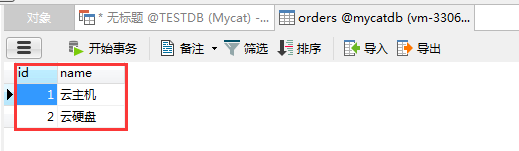 对象 * 无标题 @TESTDB (Mycat) -... orders @mycatdb (vm-3306...
开始事务 备注 筛选 排序 导入 导出
id name
1 云主机
2 云硬盘